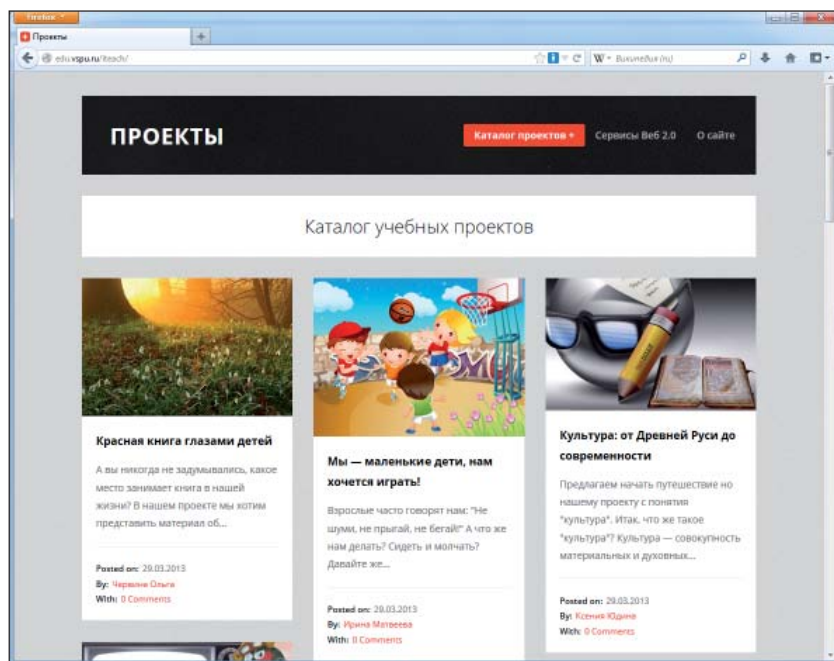 Firefox
Проекты
edu.vspu.ru/iteach/
W Википедия (ru)
ПРОЕКТЫ
Каталог проектов +
Сервисы Веб 2.0
О сайте
Каталог учебных проектов
Красная книга глазами детей
А вы никогда не задумывались, какое
место занимает книга в нашей
жизни? В нашем проекте мы хотим
представить материал об...
Posted on: 29.03.2013
By: Червине Ольга
With: 0 Comments
Мы — маленькие дети, нам
хочется играть!
Взрослые часто говорят нам: "Не
шуми, не прыгай, не бегай!" А что же
нам делать? Сидеть и молчать?
Давайте же...
Posted on: 29.03.2013
By: Ирина Матвеева
With: 0 Comments
Культура: от Древней Руси до
современности
Предлагаем начать путешествие но
нашему проекту с понятия
"культура". Итак, что же такое
"культура"? Культура — совокупность
материальных и духовных...
Posted on: 29.03.2013
By: Ксения Юдина
With: 0 Comments